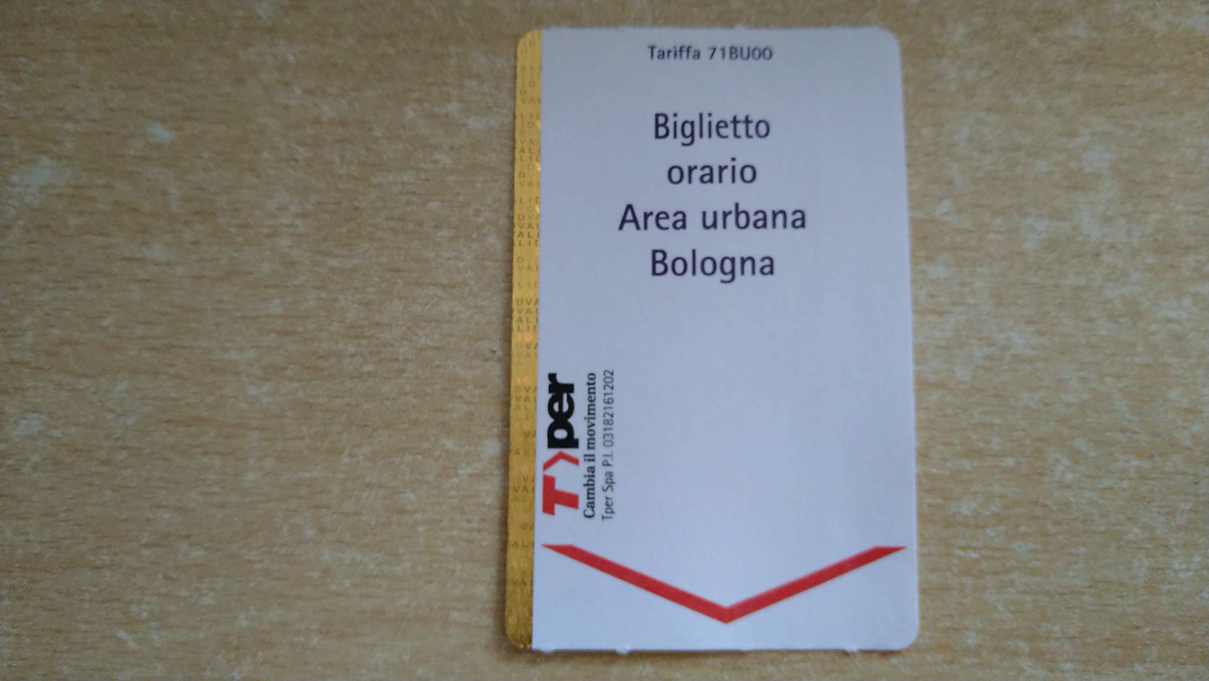 Tariffa 71BU00
Biglietto
orario
Area urbana
Bologna
Tper
Cambia il movimento
Tper Spa P.I. 03182161202